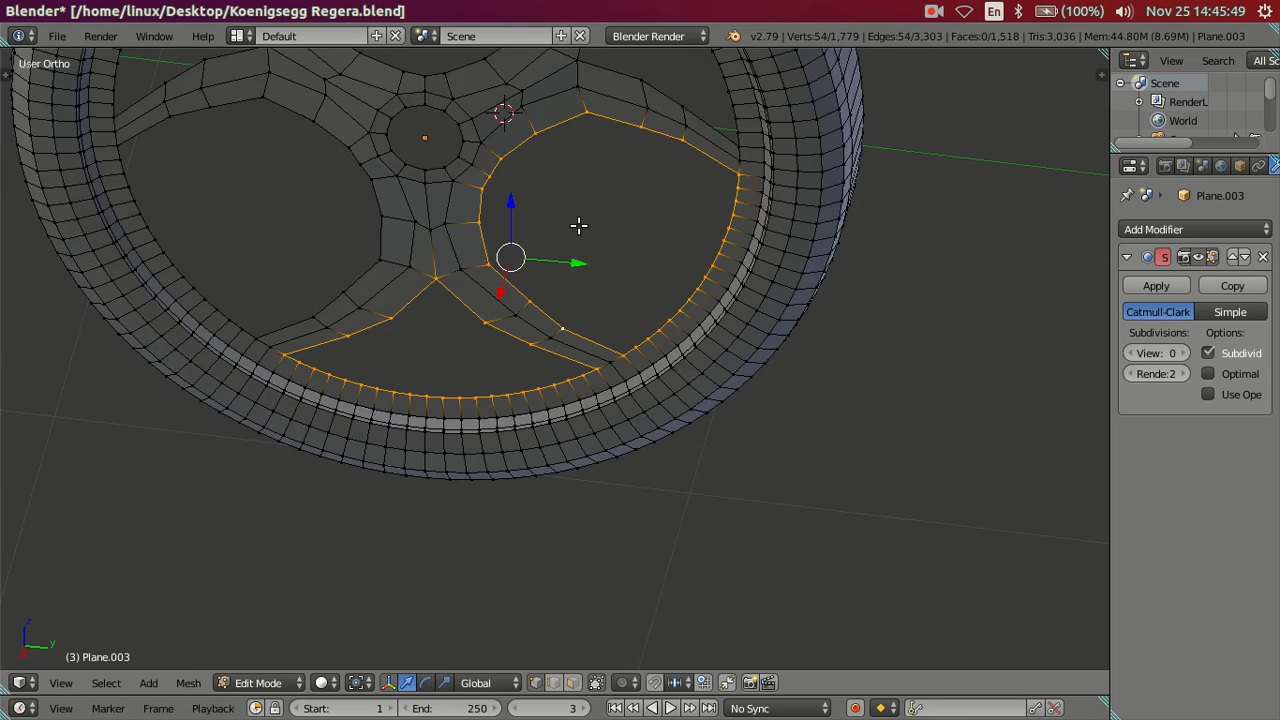 Blender* [/home/linux/Desktop/Koenigsegg Regera.blend]
En
(100%)
Nov 25 14:45:49
File
Render
Window
Help
Default
Scene
Blender Render
v2.79 | Verts:54/1,779 | Edges:54/3,303 | Faces:0/1,518 | Tris:3,036 | Mem:44.80M (8.69M) | Plane.003
User Ortho
View
Search
All Sc
Scene
RenderL
World
Plane.003
Add Modifier
S
Apply
Copy
Catmull-Clark
Simple
Subdivisions:
Options:
View: 0
Subdivid
Rende:2
Optimal
Use Ope
z
y
(3) Plane.003
View
Select
Add
Mesh
Edit Mode
Global
View
Marker
Frame
Playback
Start: 1
End: 250
3
No Sync